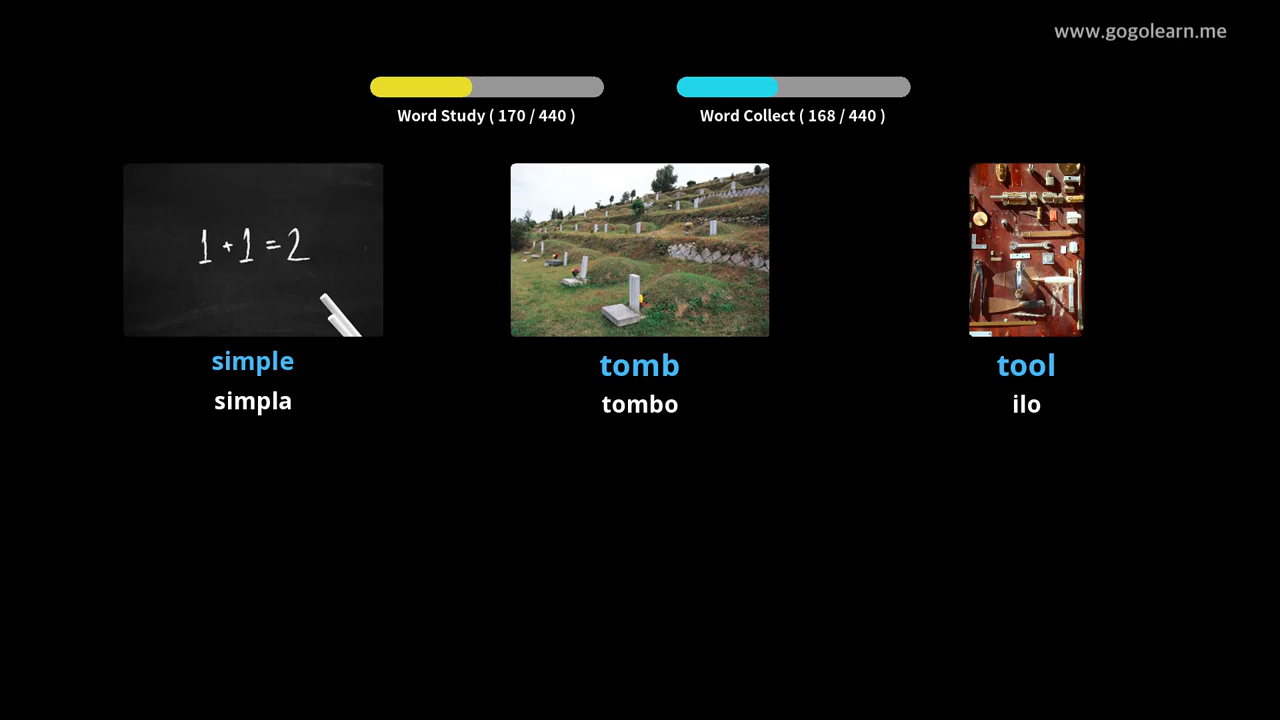 www.gogolearn.me
Word Study ( 170 / 440 )
Word Collect ( 168 / 440 )
1 + 1 = 2
simple
simpla
tomb
tombo
tool
ilo